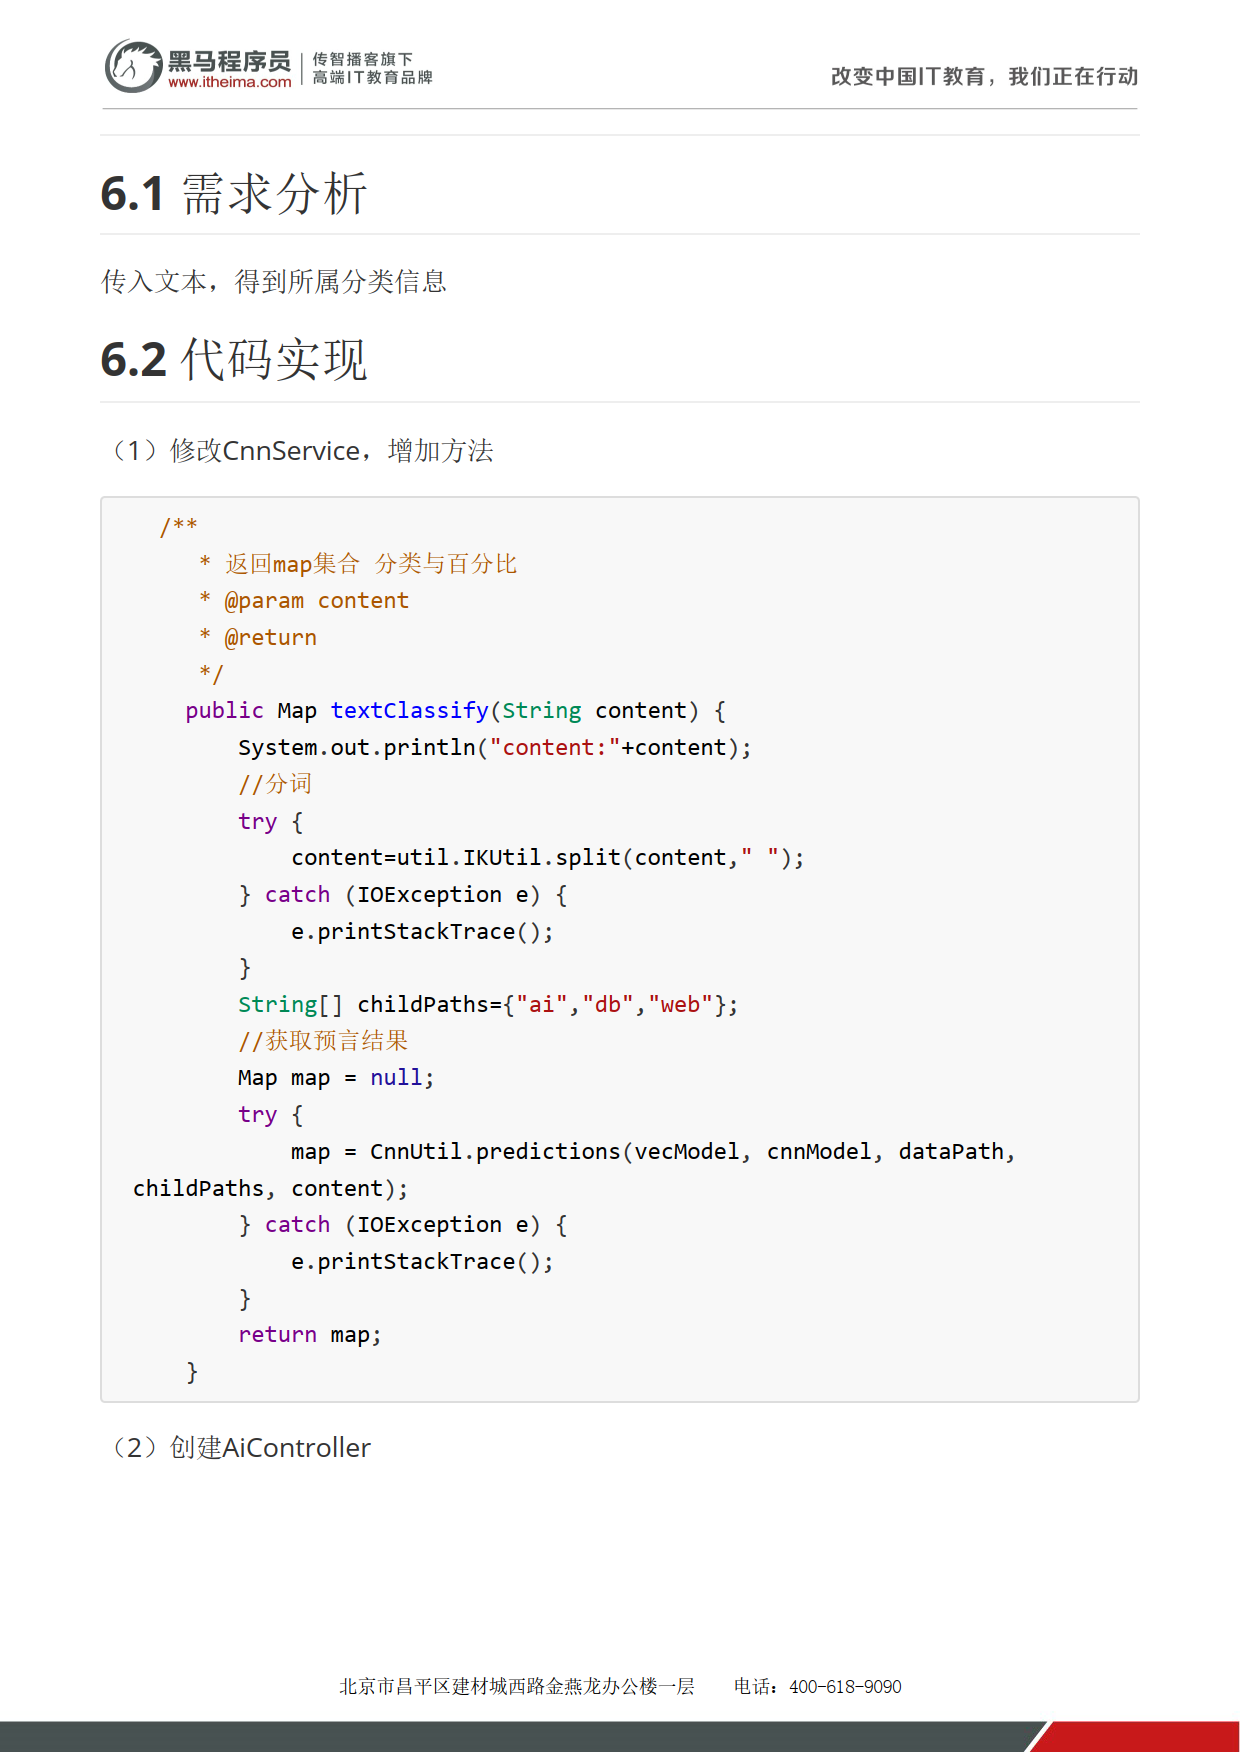 黑马程序员
www.itheima.com
传智播客旗下
高端IT教育品牌
改变中国IT教育，我们正在行动
6.1 需求分析
传入文本，得到所属分类信息
6.2 代码实现
（1）修改CnnService，增加方法
/**
* 返回map集合 分类与百分比
* @param content
* @return
*/
public Map textClassify(String content) {
System.out.println("content:"+content);
//分词
try {
content=util.IKUtil.split(content," ");
} catch (IOException e) {
e.printStackTrace();
}
String[] childPaths={"ai","db","web"};
//获取预言结果
Map map = null;
try {
map = CnnUtil.predictions(vecModel, cnnModel, dataPath,
childPaths, content);
} catch (IOException e) {
e.printStackTrace();
}
return map;
}
（2）创建AiController
北京市昌平区建材城西路金燕龙办公楼一层 电话：400-618-9090